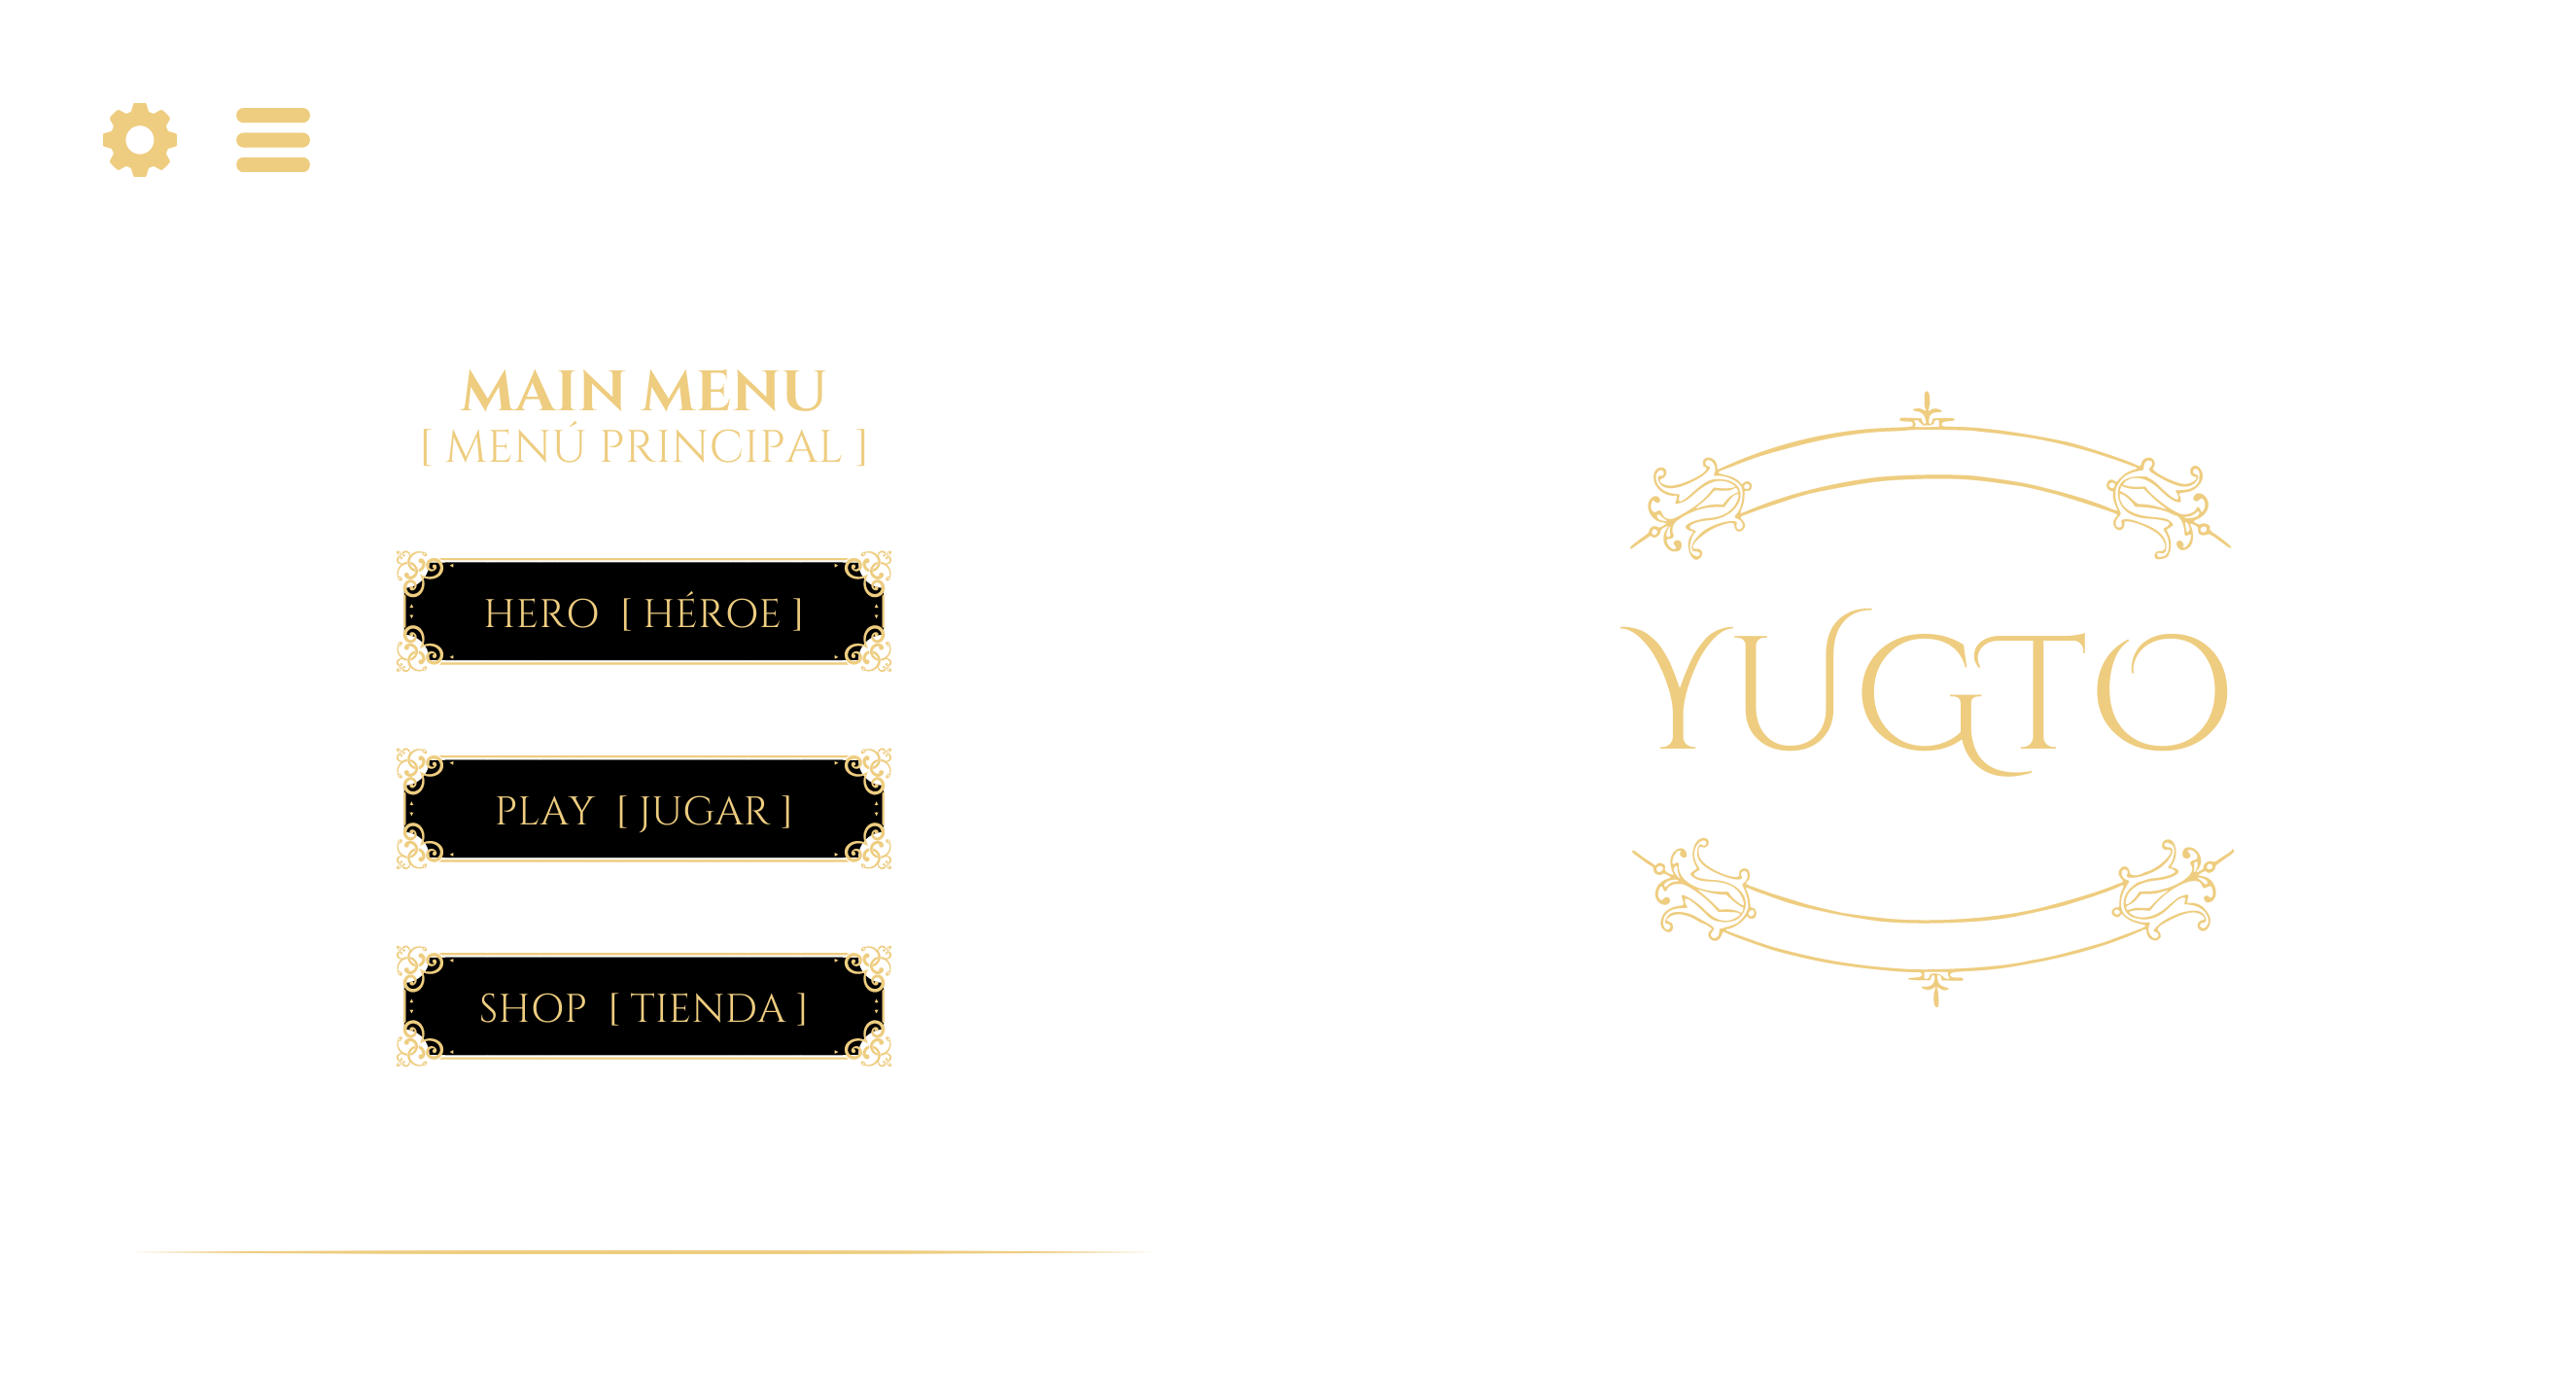 MAIN MENU
[ MENÚ PRINCIPAL ]
HERO [ HÉROE ]
PLAY [ JUGAR ]
SHOP [ TIENDA ]
YUGTO